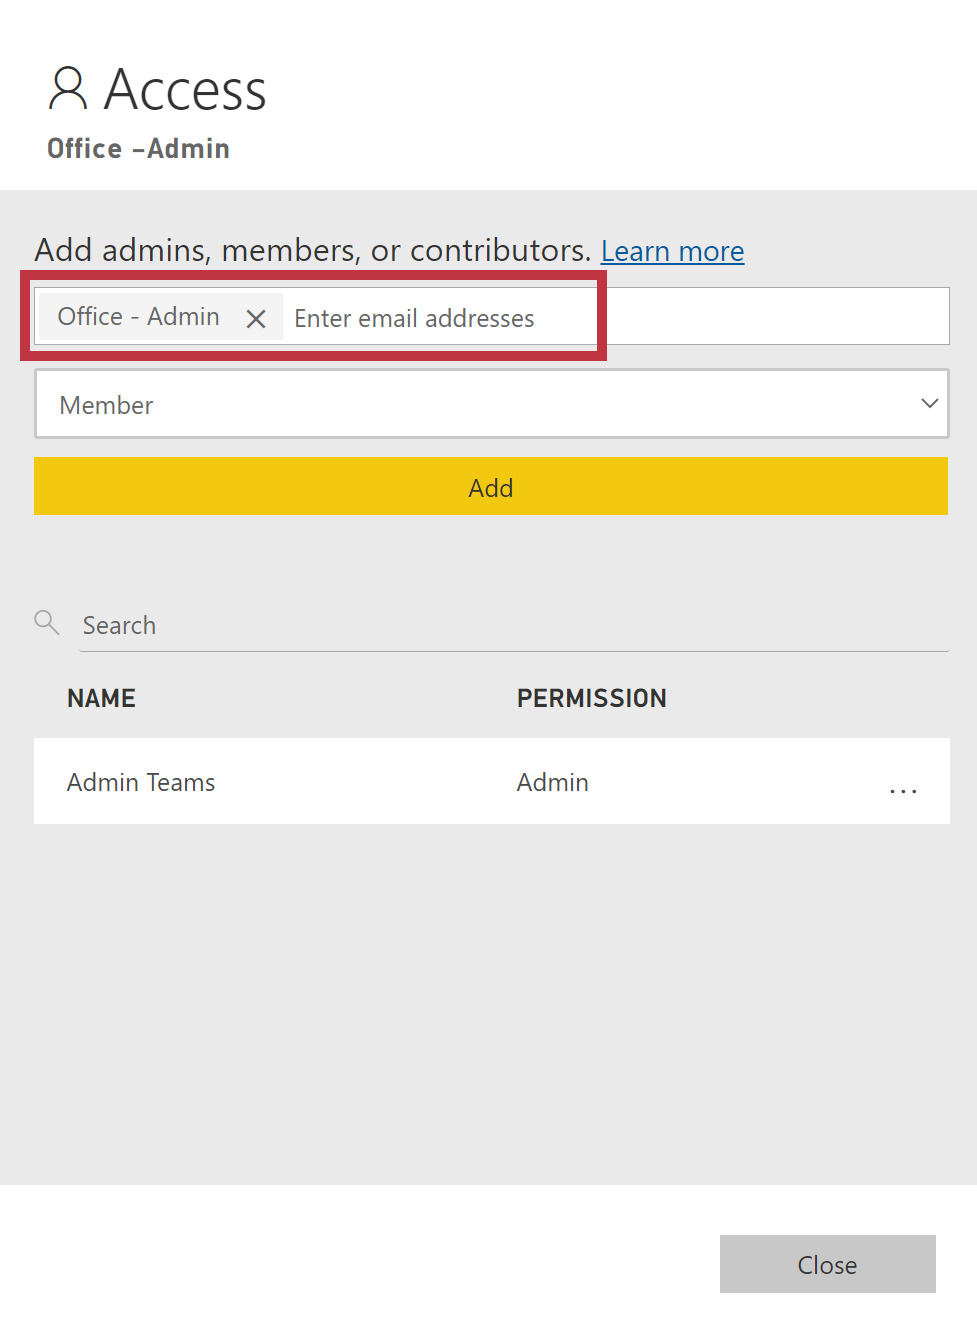 Access
Office –Admin
Add admins, members, or contributors. Learn more
Office - Admin Enter email addresses
Member
Add
Search
NAME PERMISSION
Admin Teams Admin ...
Close